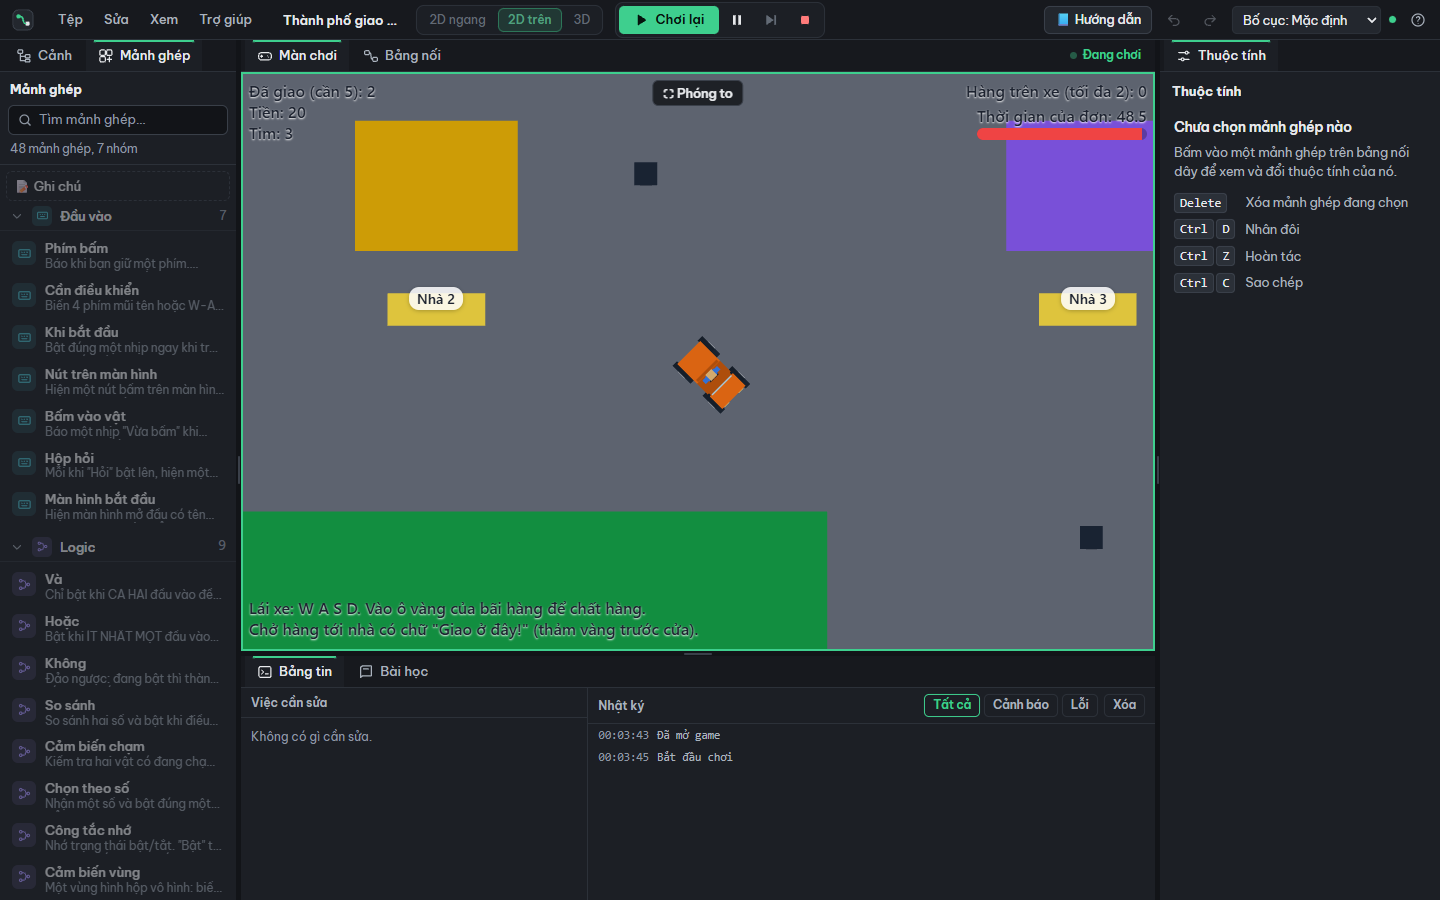 Tệp Sửa Xem Trợ giúp Thành phố giao ... 2D ngang 2D trên 3D Chơi lại Hướng dẫn Bố cục: Mặc định
Cảnh Mảnh ghép
Mảnh ghép
Tìm mảnh ghép...
48 mảnh ghép, 7 nhóm
Ghi chú
Đầu vào 7
Phím bấm
Báo khi bạn giữ một phím....
Cần điều khiển
Biến 4 phím mũi tên hoặc W-A...
Khi bắt đầu
Bật đúng một nhịp ngay khi tr...
Nút trên màn hình
Hiện một nút bấm trên màn hìn...
Bấm vào vật
Báo một nhịp "Vừa bấm" khi...
Hộp hỏi
Mỗi khi "Hỏi" bật lên, hiện một...
Màn hình bắt đầu
Hiện màn hình mở đầu có tên...
Logic 9
Và
Chỉ bật khi CẢ HAI đầu vào đề...
Hoặc
Bật khi ÍT NHẤT MỘT đầu vào...
Không
Đảo ngược: đang bật thì thàn...
So sánh
So sánh hai số và bật khi điều...
Cảm biến chạm
Kiểm tra hai vật có đang chạ...
Chọn theo số
Nhận một số và bật đúng một...
Công tắc nhớ
Nhớ trạng thái bật/tắt. "Bật" t...
Cảm biến vùng
Một vùng hình hộp vô hình: biế...
Màn chơi Bảng nối Đang chơi
Đã giao (cần 5): 2
Tiền: 20
Tim: 3
Phóng to
Hàng trên xe (tối đa 2): 0
Thời gian của đơn: 48.5
Nhà 2
Nhà 3
Lái xe: W A S D. Vào ô vàng của bãi hàng để chất hàng.
Chở hàng tới nhà có chữ "Giao ở đây!" (thảm vàng trước cửa).
Bảng tin Bài học
Việc cần sửa
Không có gì cần sửa.
Nhật ký Tất cả Cảnh báo Lỗi Xóa
00:03:43 Đã mở game
00:03:45 Bắt đầu chơi
Thuộc tính
Thuộc tính
Chưa chọn mảnh ghép nào
Bấm vào một mảnh ghép trên bảng nối
dây để xem và đổi thuộc tính của nó.
Delete Xóa mảnh ghép đang chọn
Ctrl D Nhân đôi
Ctrl Z Hoàn tác
Ctrl C Sao chép